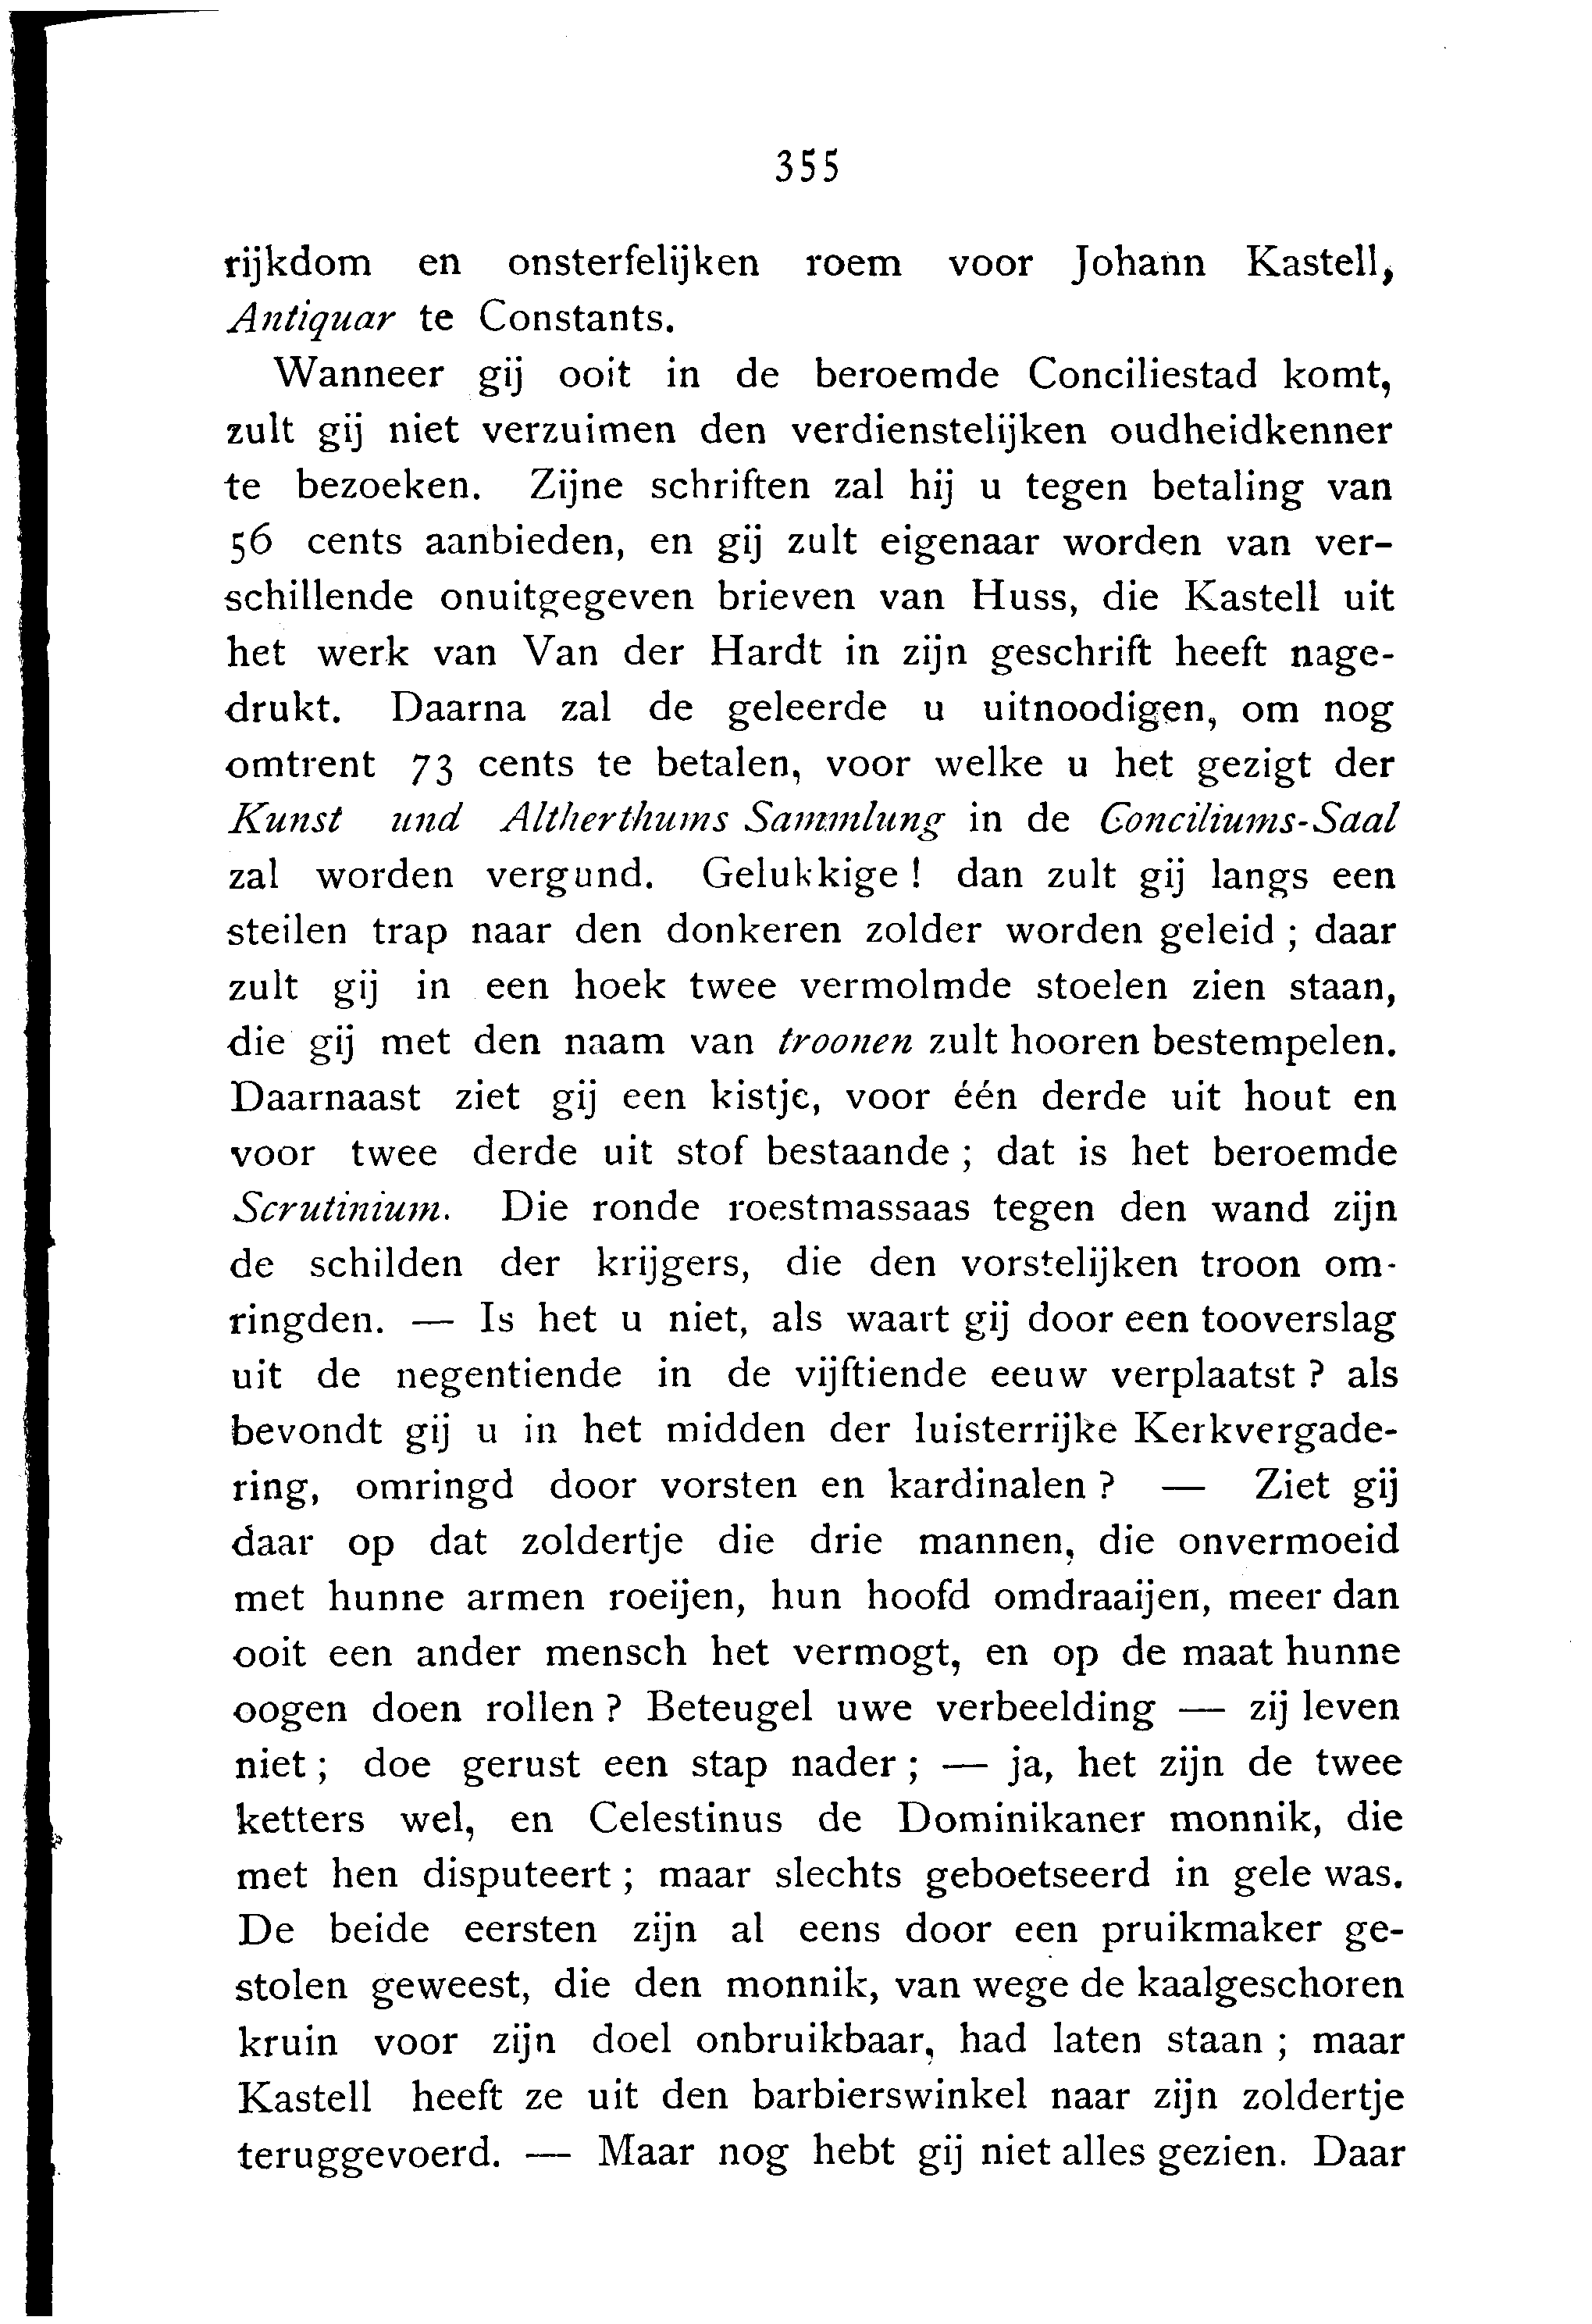 355
rijkdom en onsterfelijken roem voor Johann Kastell,
Antiquar te Constants.
Wanneer gij ooit in de beroemde Conciliestad komt,
zult gij niet verzuimen den verdienstelijken oudheidkenner
te bezoeken. Zijne schriften zal hij u tegen betaling van
56 cents aanbieden, en gij zult eigenaar worden van ver-
schillende onuitgegeven brieven van Huss, die Kastell uit
het werk van Van der Hardt in zijn geschrift heeft nage-
drukt. Daarna zal de geleerde u uitnoodigen, om nog
omtrent 73 cents te betalen, voor welke u het gezigt der
Kunst und Altherthums Sammlung in de Conciliums-Saal
zal worden vergund. Gelukkige! dan zult gij langs een
steilen trap naar den donkeren zolder worden geleid; daar
zult gij in een hoek twee vermolmde stoelen zien staan,
die gij met den naam van troonen zult hooren bestempelen.
Daarnaast ziet gij een kistje, voor één derde uit hout en
voor twee derde uit stof bestaande; dat is het beroemde
Scrutinium. Die ronde roestmassaas tegen den wand zijn
de schilden der krijgers, die den vorstelijken troon om-
ringden. — Is het u niet, als waart gij door een tooverslag
uit de negentiende in de vijftiende eeuw verplaatst? als
bevondt gij u in het midden der luisterrijke Kerkvergade-
ring, omringd door vorsten en kardinalen? — Ziet gij
daar op dat zoldertje die drie mannen, die onvermoeid
met hunne armen roeijen, hun hoofd omdraaijen, meer dan
ooit een ander mensch het vermogt, en op de maat hunne
oogen doen rollen? Beteugel uwe verbeelding — zij leven
niet; doe gerust een stap nader; — ja, het zijn de twee
ketters wel, en Celestinus de Dominikaner monnik, die
met hen disputeert; maar slechts geboetseerd in gele was.
De beide eersten zijn al eens door een pruikmaker ge-
stolen geweest, die den monnik, van wege de kaalgeschoren
kruin voor zijn doel onbruikbaar, had laten staan; maar
Kastell heeft ze uit den barbierswinkel naar zijn zoldertje
teruggevoerd. — Maar nog hebt gij niet alles gezien. Daar